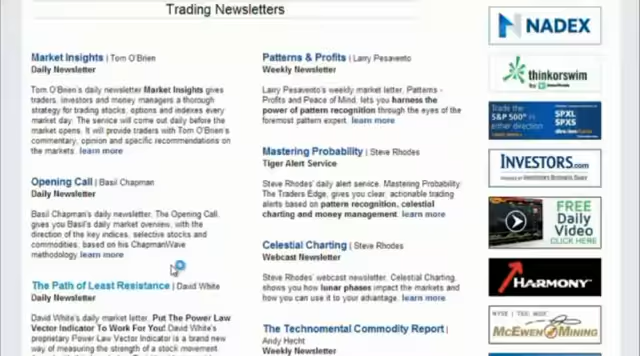 Trading Newsletters
Market Insights | Tom O'Brien
Daily Newsletter
Tom O'Brien's daily newsletter Market Insights gives
traders, investors and money managers a thorough
strategy for trading stocks, options and indexes every
market day. The service will come out daily before the
market opens. It will provide traders with Tom O'Brien's
commentary, opinion and specific recommendations on
the markets. learn more
Opening Call | Basil Chapman
Daily Newsletter
Basil Chapman's daily newsletter, The Opening Call,
gives you Basil's daily market overview, with the
direction of the key indices, selective stocks and
commodities, based on his ChapmanWave
methodology learn more
The Path of Least Resistance | David White
Daily Newsletter
David White's daily market letter, Put The Power Law
Vector Indicator To Work For You! David White's
proprietary Power Law Vector Indicator is a brand new
way of measuring the strength of a stock movement.
Patterns & Profits | Larry Pesavento
Weekly Newsletter
Larry Pesavento's weekly market letter, Patterns -
Profits and Peace of Mind, lets you harness the
power of pattern recognition through the eyes of the
foremost pattern expert. learn more
Mastering Probability | Steve Rhodes
Tiger Alert Service
Steve Rhodes' daily alert service, Mastering Probability
The Traders Edge, gives you clear, actionable trading
alerts based on pattern recognition, celestial
charting and money management. learn more
Celestial Charting | Steve Rhodes
Webcast Newsletter
Steve Rhodes' webcast newsletter, Celestial Charting,
shows you how lunar phases impact the markets and
how you can use it to your advantage. learn more
The Technomental Commodity Report |
Andy Hecht
Weekly Newsletter
NADEX
thinkorswim
Trade the
S&P 500
in either
direction
SPXL
SPXS
INVESTORS.com
FREE
Daily
Video
CLICK HERE
HARMONY
NYSE | TSX: MUX
MCEWEN MINING